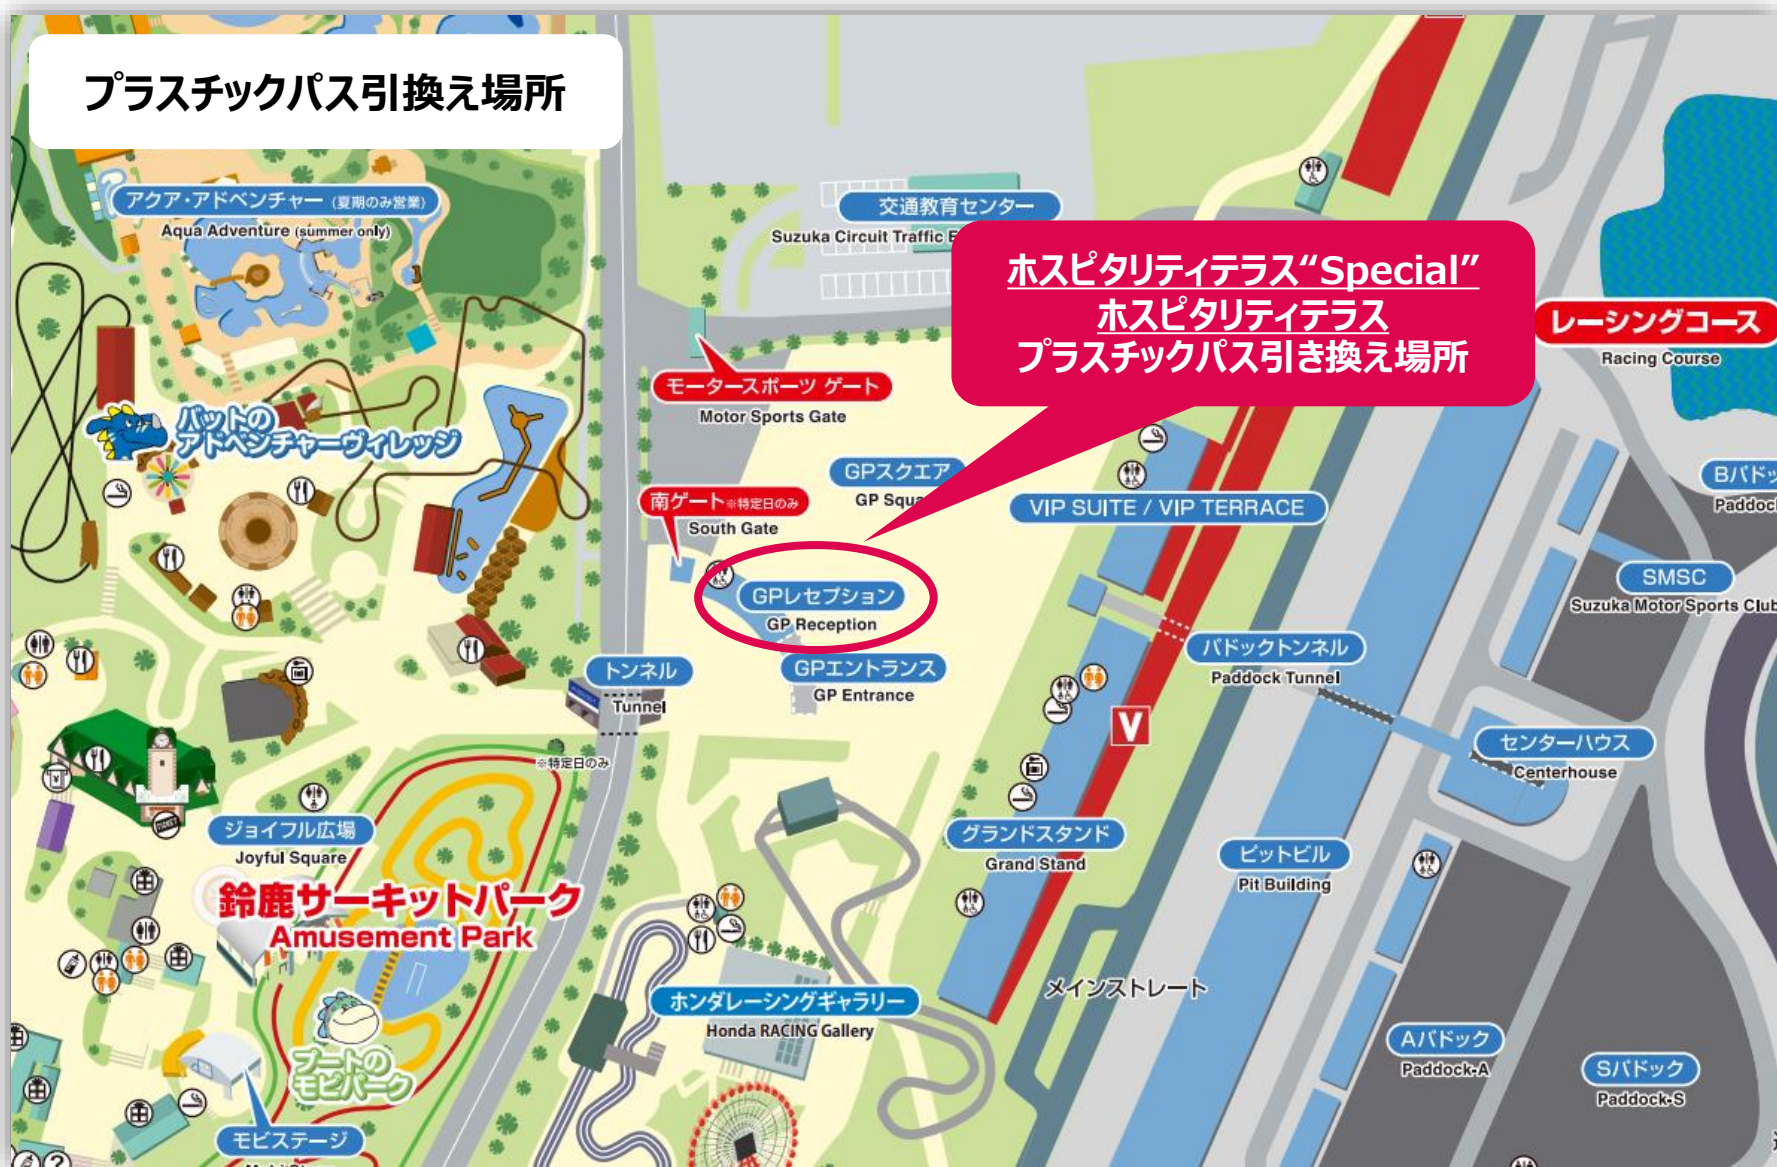 プラスチックパス引換え場所
アクア・アドベンチャー (夏期のみ営業)
Aqua Adventure (summer only)
交通教育センター
Suzuka Circuit Traffic E
ホスピタリティテラス“Special”
ホスピタリティテラス
プラスチックパス引き換え場所
レーシングコース
Racing Course
モータースポーツ ゲート
Motor Sports Gate
パットの
アドベンチャーヴィレッジ
GPスクエア
GP Squa
南ゲート※特定日のみ
South Gate
VIP SUITE / VIP TERRACE
Bパドッ
Paddoc
SMSC
Suzuka Motor Sports Club
GPレセプション
GP Reception
GPエントランス
GP Entrance
トンネル
Tunnel
※特定日のみ
パドックトンネル
Paddock Tunnel
V
センターハウス
Centerhouse
ジョイフル広場
Joyful Square
グランドスタンド
Grand Stand
ピットビル
Pit Building
鈴鹿サーキットパーク
Amusement Park
メインストレート
ホンダレーシングギャラリー
Honda RACING Gallery
プートの
モビパーク
Aパドック
Paddock-A
Sパドック
Paddock-S
モビステージ